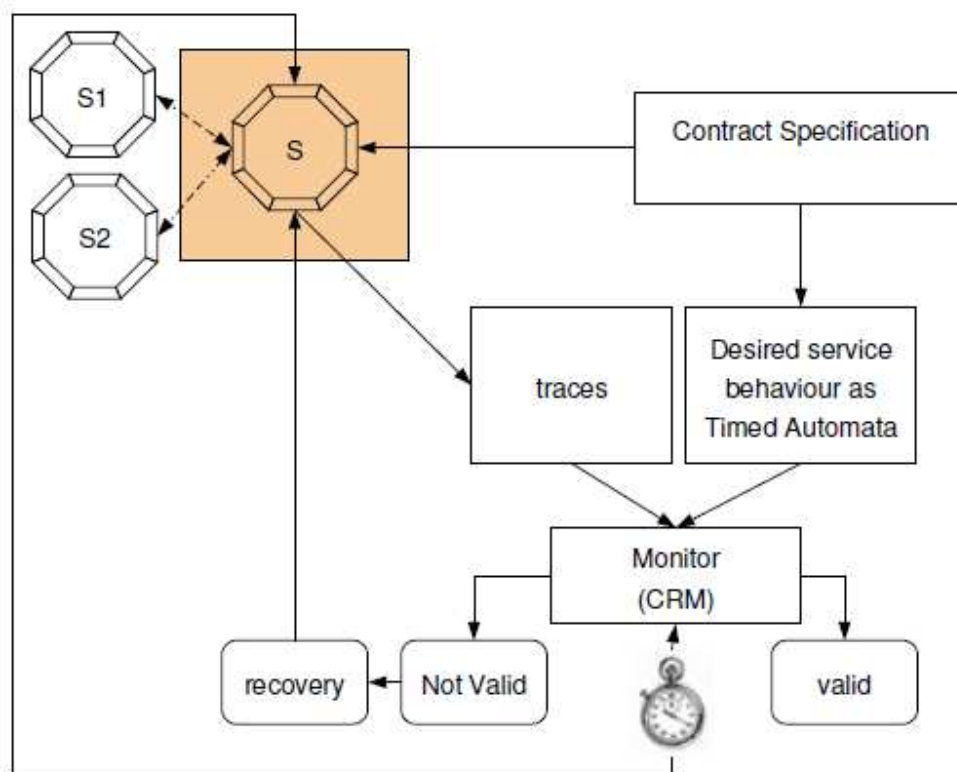 S1
S
S2
Contract Specification
traces
Desired service
behaviour as
Timed Automata
Monitor
(CRM)
recovery
Not Valid
valid